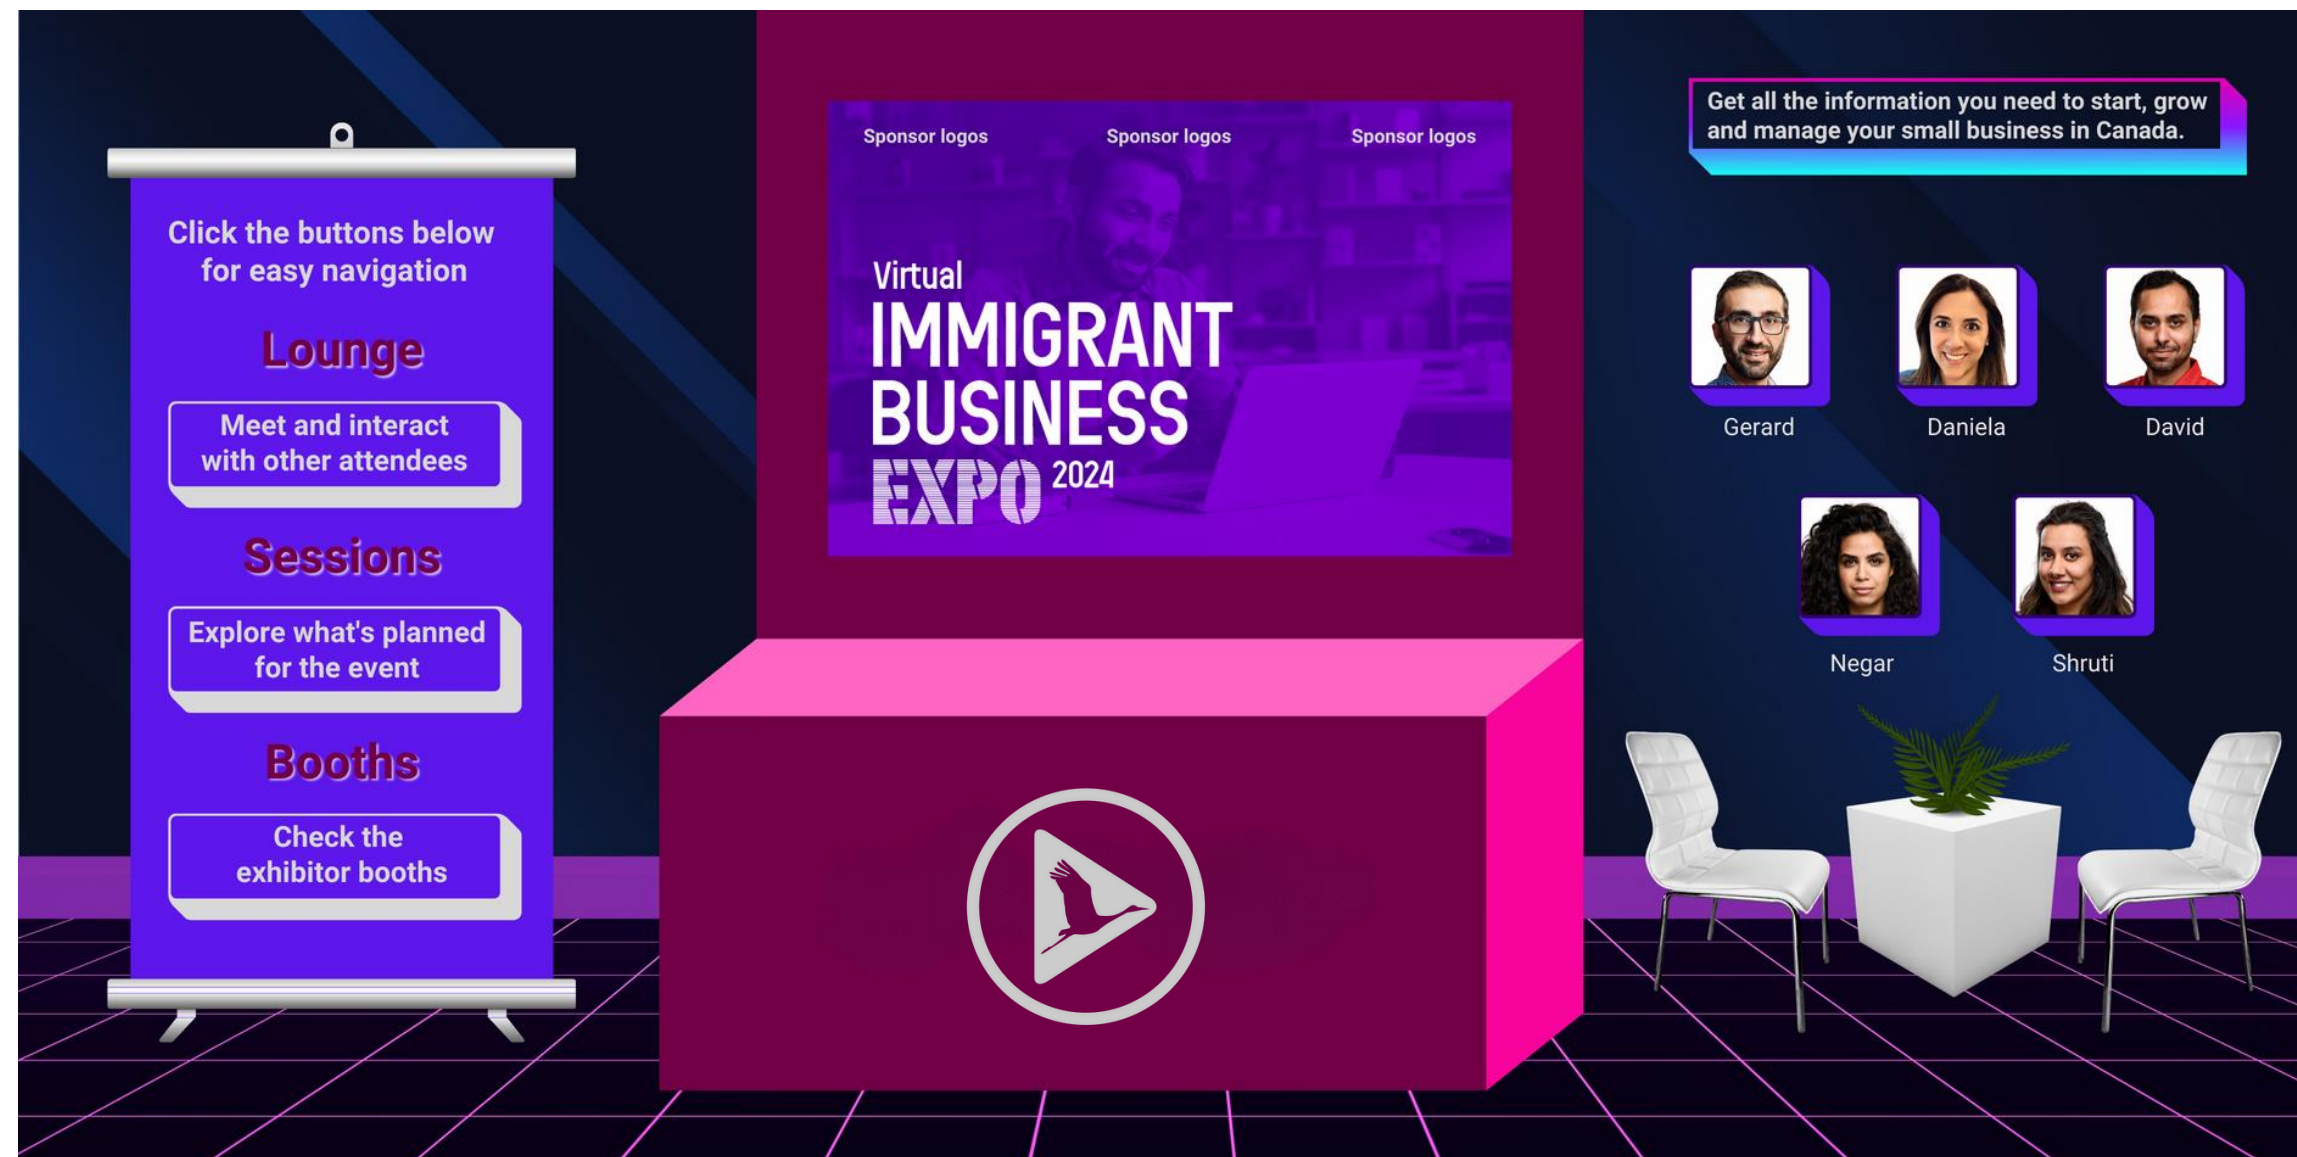 Click the buttons below
for easy navigation
Lounge
Meet and interact
with other attendees
Sessions
Explore what's planned
for the event
Booths
Check the
exhibitor booths
Sponsor logos
Sponsor logos
Sponsor logos
Virtual
IMMIGRANT
BUSINESS
EXPO 2024
Get all the information you need to start, grow
and manage your small business in Canada.
Gerard
Daniela
David
Negar
Shruti